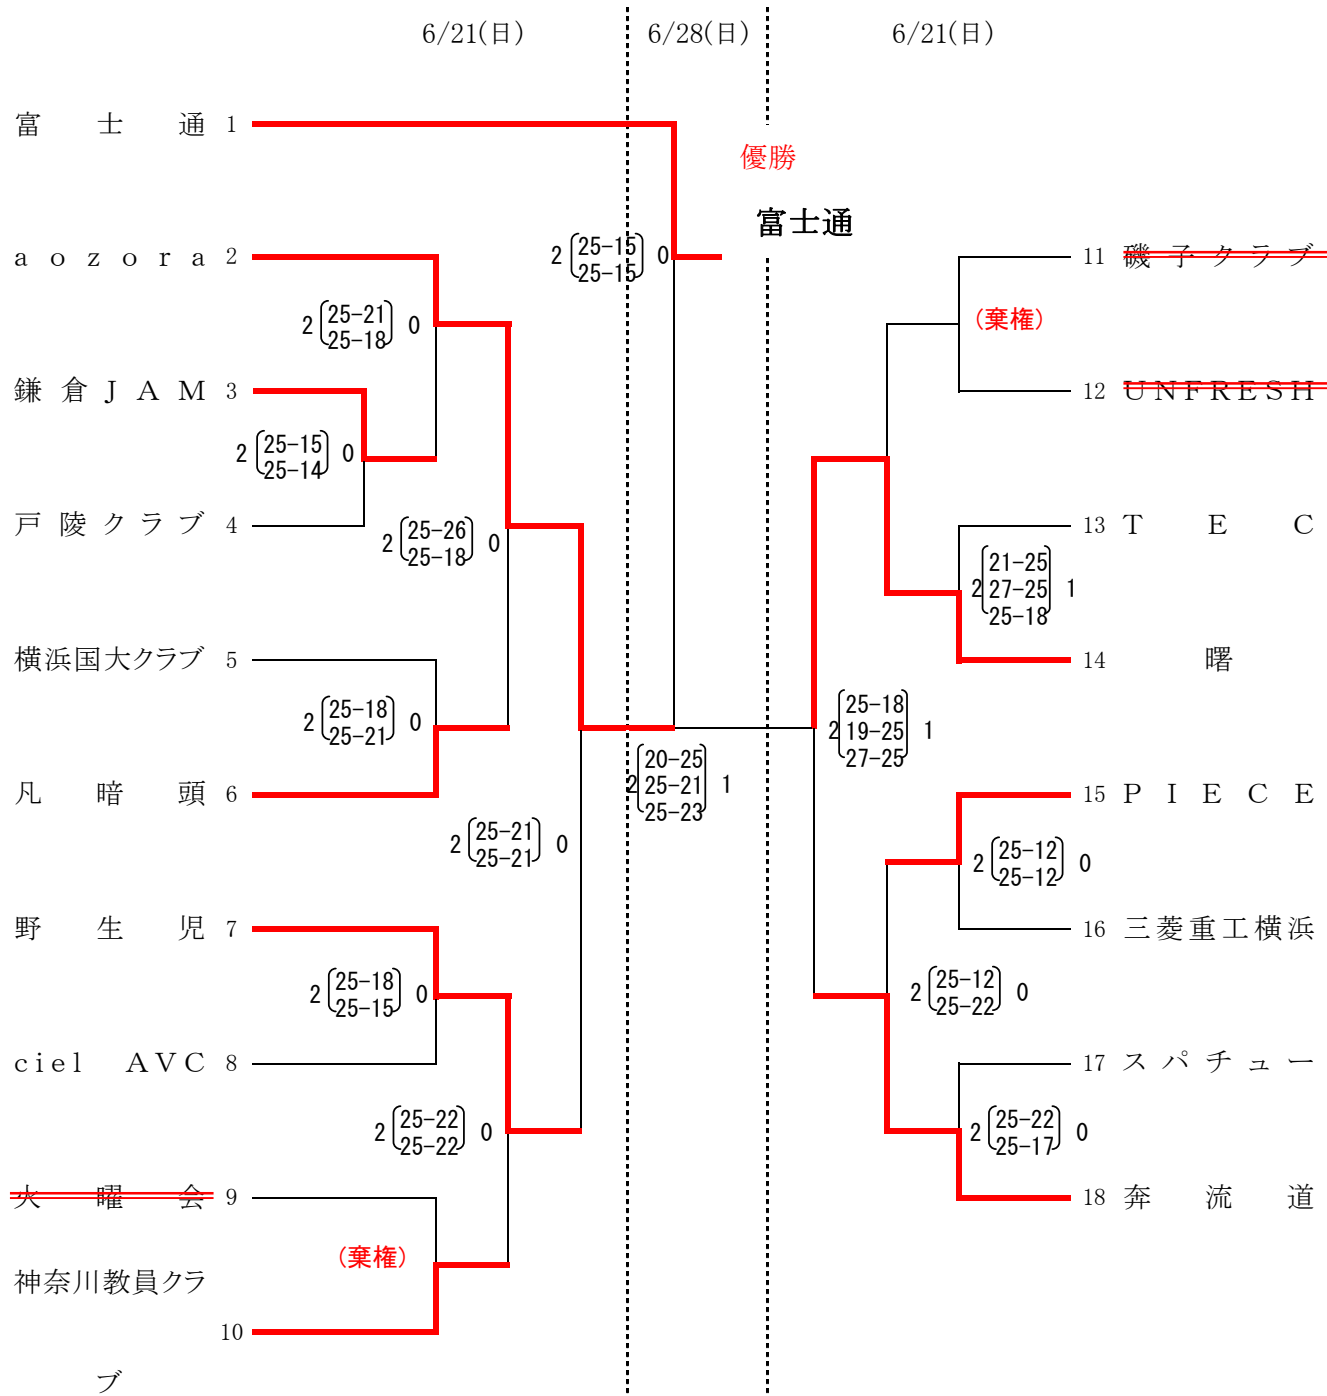 6/21(日) 6/28(日) 6/21(日)
富士通 1
優勝
富士通
aozora 2
2 25-15 0
25-15
11 磯子クラブ
2 25-21 0
25-18
(棄権)
鎌倉JAM 3
12 UNFRESH
2 25-15 0
25-14
戸陵クラブ 4
13 TEC
2 25-26 0
25-18
21-25
2 27-25 1
25-18
横浜国大クラブ 5
14 曙
2 25-18 0
25-21
25-18
2 19-25 1
27-25
20-25
2 25-21 1
25-23
凡暗頭 6
15 PIECE
2 25-21 0
25-21
2 25-12 0
25-12
野生児 7
16 三菱重工横浜
2 25-18 0
25-15
2 25-12 0
25-22
ciel AVC 8
17 スパチュー
2 25-22 0
25-22
2 25-22 0
25-17
火曜会 9
18 奔流道
(棄権)
神奈川教員クラ
10
ブ